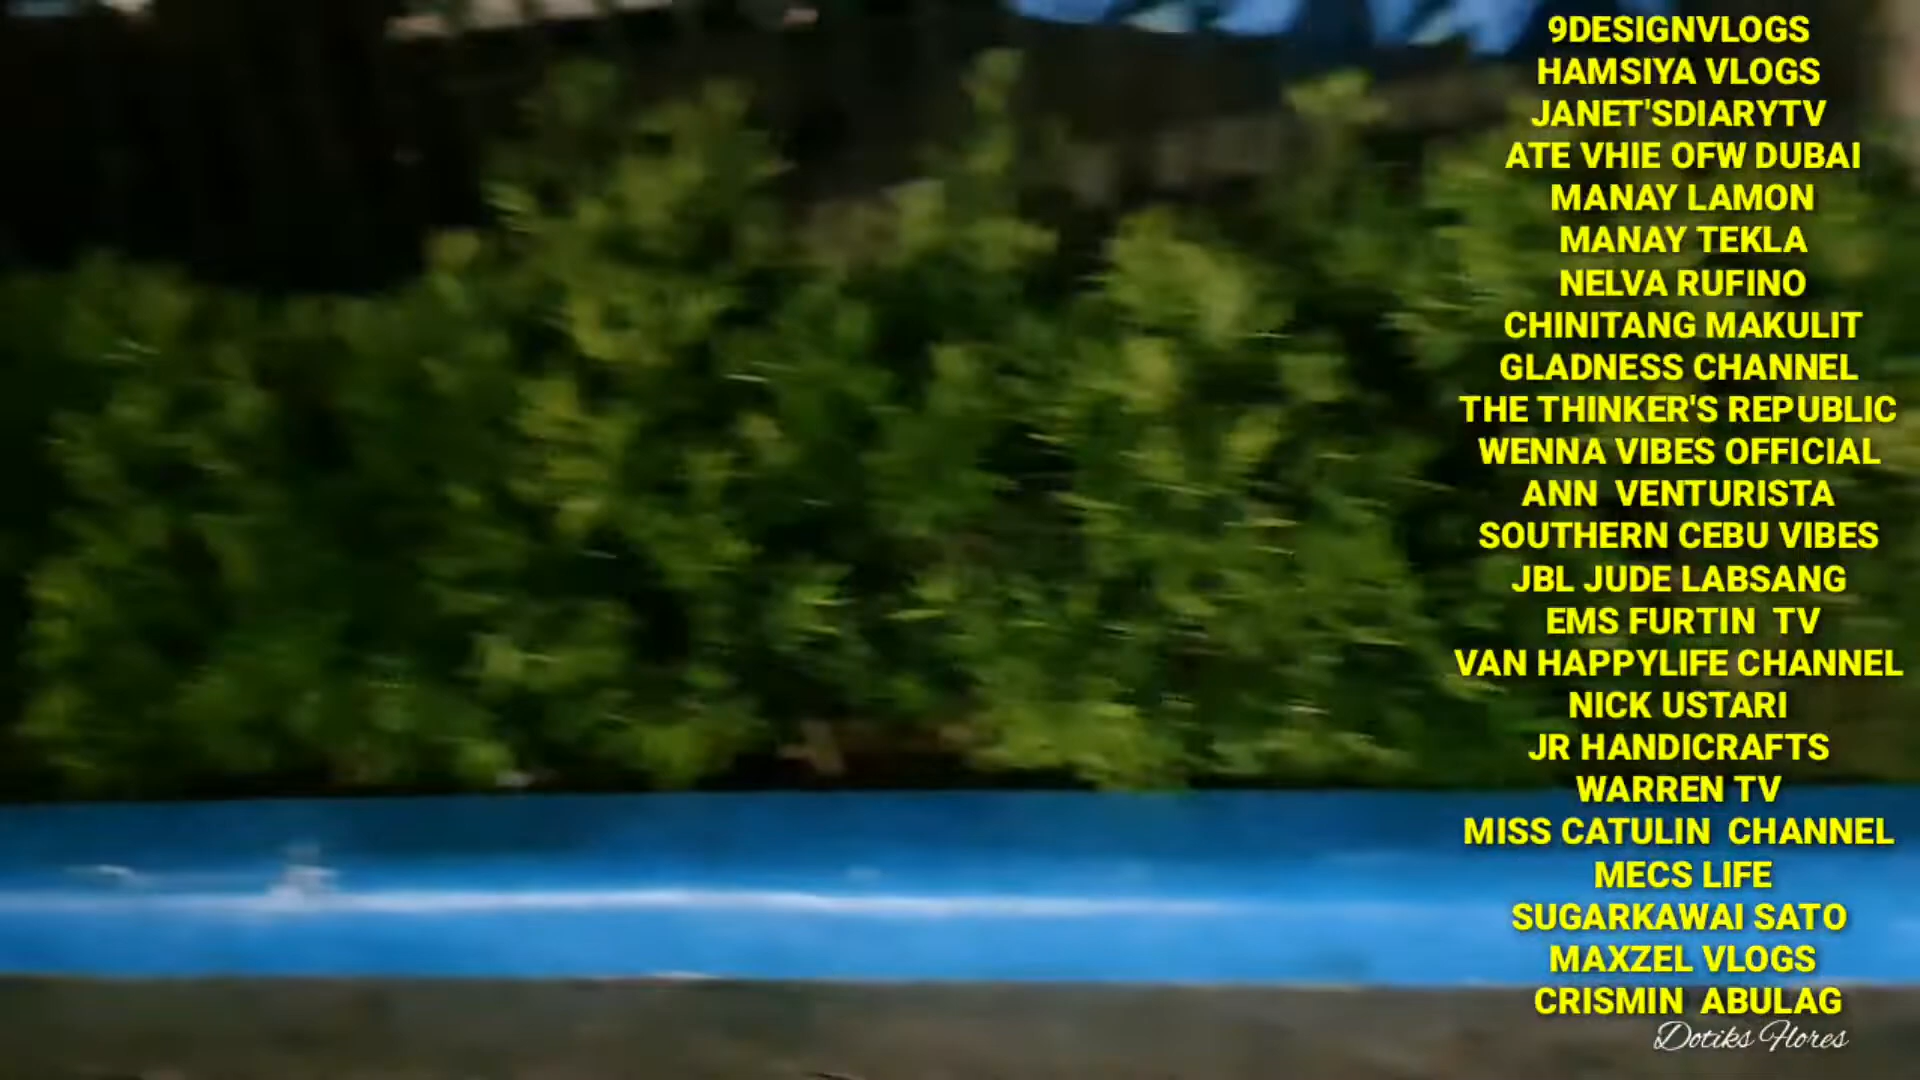 9DESIGNVLOGS
HAMSIYA VLOGS
JANET'SDIARYTV
ATE VHIE OFW DUBAI
MANAY LAMON
MANAY TEKLA
NELVA RUFINO
CHINITANG MAKULIT
GLADNESS CHANNEL
THE THINKER'S REPUBLIC
WENNA VIBES OFFICIAL
ANN  VENTURISTA
SOUTHERN CEBU VIBES
JBL JUDE LABSANG
EMS FURTIN  TV
VAN HAPPYLIFE CHANNEL
NICK USTARI
JR HANDICRAFTS
WARREN TV
MISS CATULIN  CHANNEL
MECS LIFE
SUGARKAWAI SATO
MAXZEL VLOGS
CRISMIN  ABULAG
Dotiks Flores